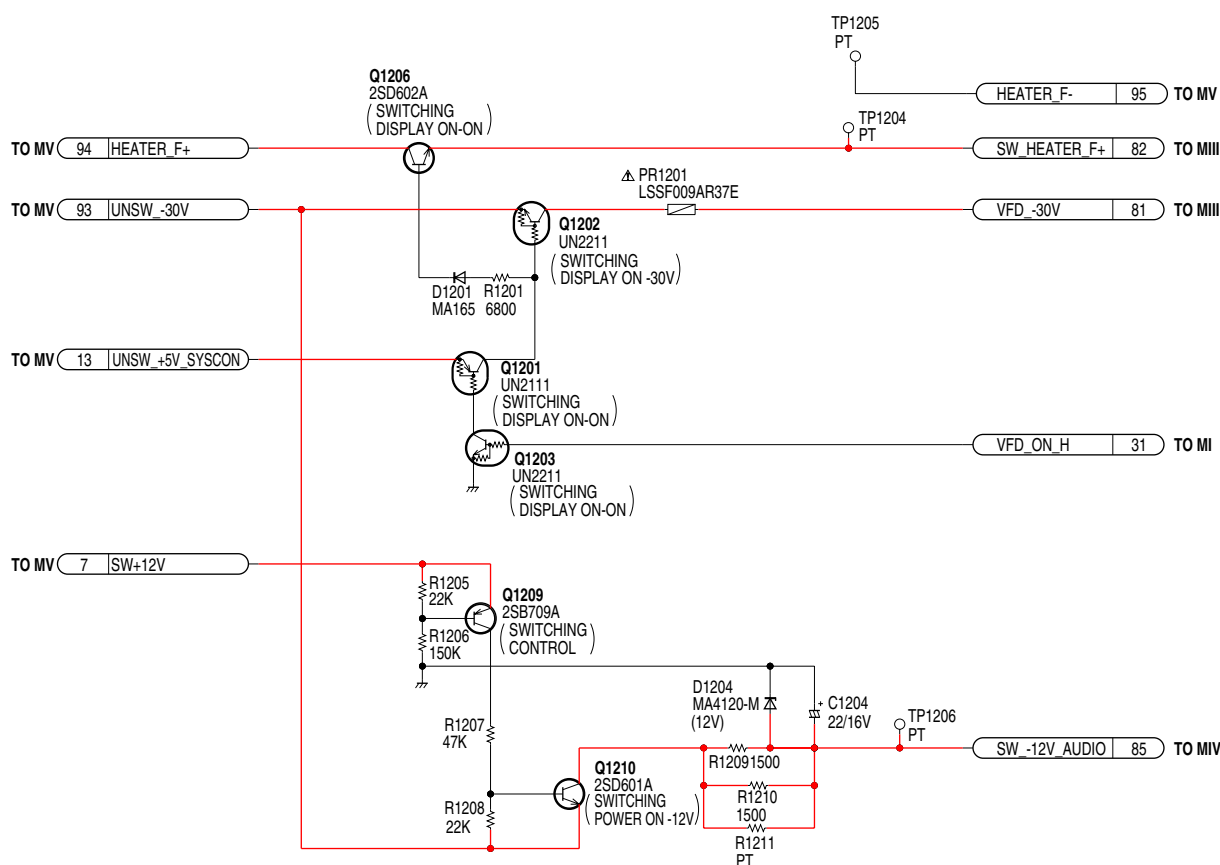 TP1205
PT
Q1206
2SD602A
( SWITCHING
DISPLAY ON-ON )
HEATER_F- 95 TO MV
TP1204
PT
TO MV 94 HEATER_F+
SW_HEATER_F+ 82 TO MIII
⚠ PR1201
LSSF009AR37E
TO MV 93 UNSW_-30V
VFD_-30V 81 TO MIII
Q1202
UN2211
( SWITCHING
DISPLAY ON -30V )
D1201
MA165
R1201
6800
TO MV 13 UNSW_+5V_SYSCON
Q1201
UN2111
( SWITCHING
DISPLAY ON-ON )
VFD_ON_H 31 TO MI
Q1203
UN2211
( SWITCHING
DISPLAY ON-ON )
TO MV 7 SW+12V
R1205
22K
Q1209
2SB709A
( SWITCHING
CONTROL )
R1206
150K
D1204
MA4120-M
(12V)
+ C1204
22/16V
TP1206
PT
R1207
47K
SW_-12V_AUDIO 85 TO MIV
R1209 1500
Q1210
2SD601A
( SWITCHING
POWER ON -12V )
R1208
22K
R1210
1500
R1211
PT